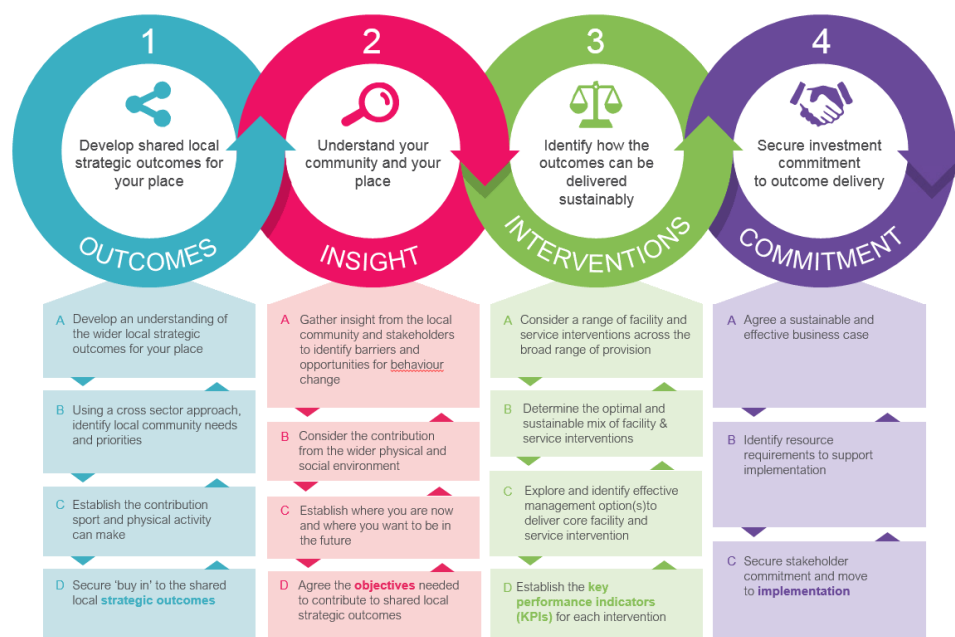 1
Develop shared local
strategic outcomes for
your place
OUTCOMES
2
Understand your
community and your
place
INSIGHT
3
Identify how the
outcomes can be
delivered
sustainably
INTERVENTIONS
4
Secure investment
commitment
to outcome delivery
COMMITMENT
A Develop an understanding of
the wider local strategic
outcomes for your place
B Using a cross sector approach,
identify local community needs
and priorities
C Establish the contribution
sport and physical activity
can make
D Secure ‘buy in' to the shared
local strategic outcomes
A Gather insight from the local
community and stakeholders
to identify barriers and
opportunities for behaviour
change
B Consider the contribution
from the wider physical and
social environment
C Establish where you are now
and where you want to be in
the future
D Agree the objectives needed
to contribute to shared local
strategic outcomes
A Consider a range of facility and
service interventions across the
broad range of provision
B Determine the optimal and
sustainable mix of facility &
service interventions
C Explore and identify effective
management option(s)to
deliver core facility and
service intervention
D Establish the key
performance indicators
(KPIs) for each intervention
A Agree a sustainable and
effective business case
B Identify resource
requirements to support
implementation
C Secure stakeholder
commitment and move
to implementation